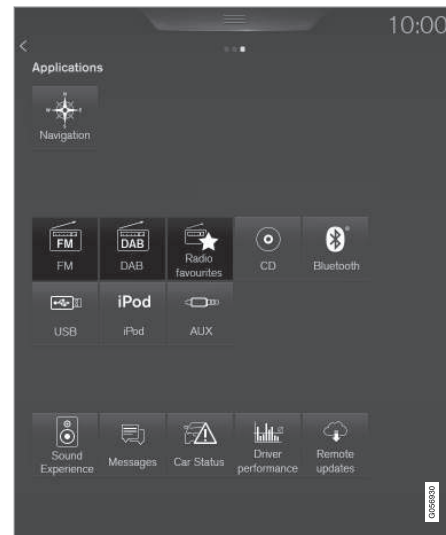 10:00
Applications
N
W E
S
Navigation
FM
DAB
FM
DAB
Radio
favourites
CD
Bluetooth
iPod
USB
iPod
AUX
Sound
Experience
Messages
Car Status
Driver
performance
Remote
updates
G056930